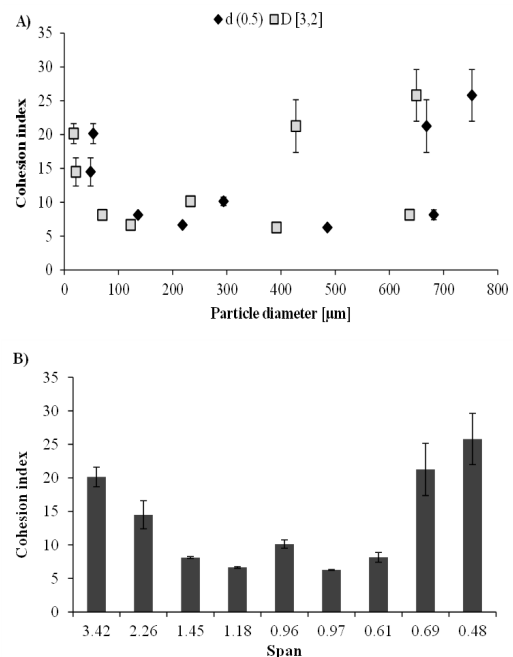 A)
d (0.5) D [3,2]
35
30
25
20
15
10
5
0
Cohesion index
0 100 200 300 400 500 600 700 800
Particle diameter [µm]
B)
35
30
25
20
15
10
5
0
Cohesion index
3.42 2.26 1.45 1.18 0.96 0.97 0.61 0.69 0.48
Span